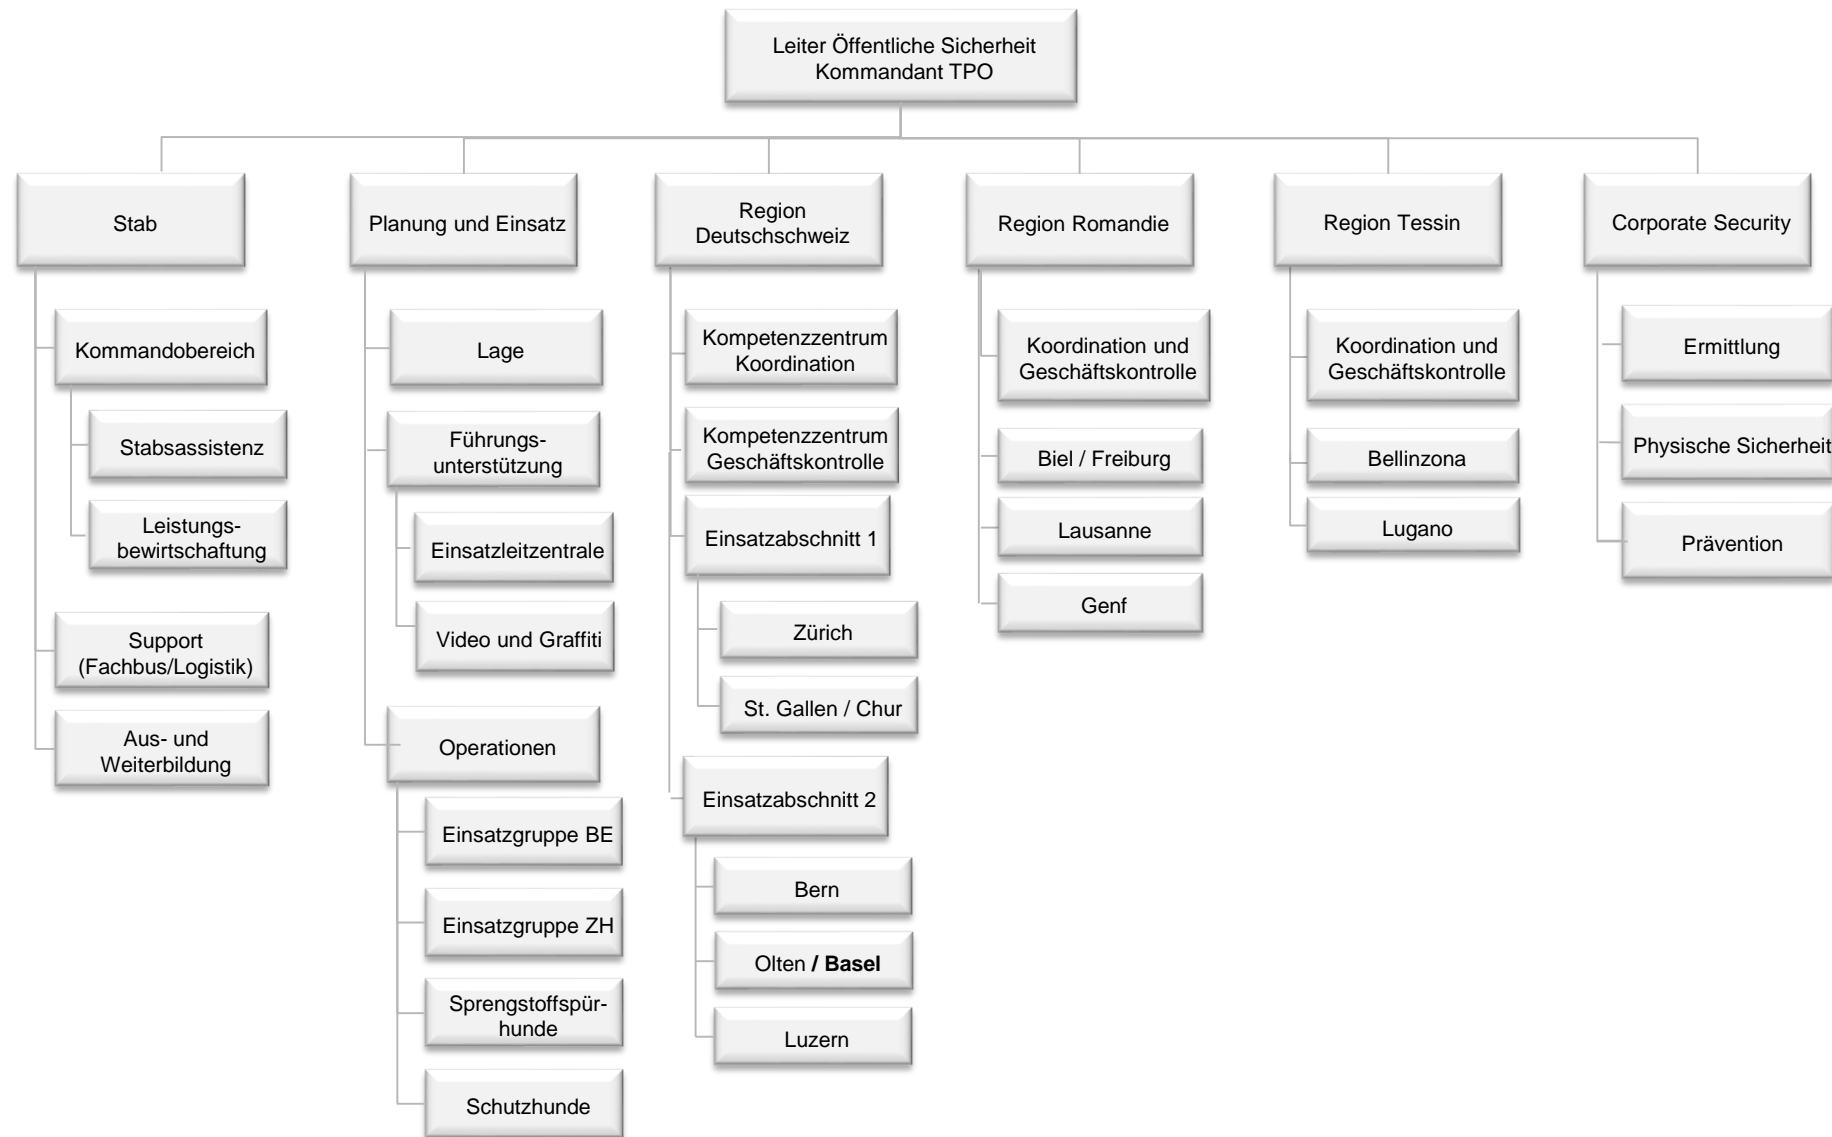 Leiter Öffentliche Sicherheit
Kommandant TPO
Stab
Kommandobereich
Stabsassistenz
Leistungs-
bewirtschaftung
Support
(Fachbus/Logistik)
Aus- und
Weiterbildung
Planung und Einsatz
Lage
Führungs-
unterstützung
Einsatzleitzentrale
Video und Graffiti
Operationen
Einsatzgruppe BE
Einsatzgruppe ZH
Sprengstoffspür-
hunde
Schutzhunde
Region
Deutschschweiz
Kompetenzzentrum
Koordination
Kompetenzzentrum
Geschäftskontrolle
Einsatzabschnitt 1
Zürich
St. Gallen / Chur
Einsatzabschnitt 2
Bern
Olten / Basel
Luzern
Region Romandie
Koordination und
Geschäftskontrolle
Biel / Freiburg
Lausanne
Genf
Region Tessin
Koordination und
Geschäftskontrolle
Bellinzona
Lugano
Corporate Security
Ermittlung
Physische Sicherheit
Prävention